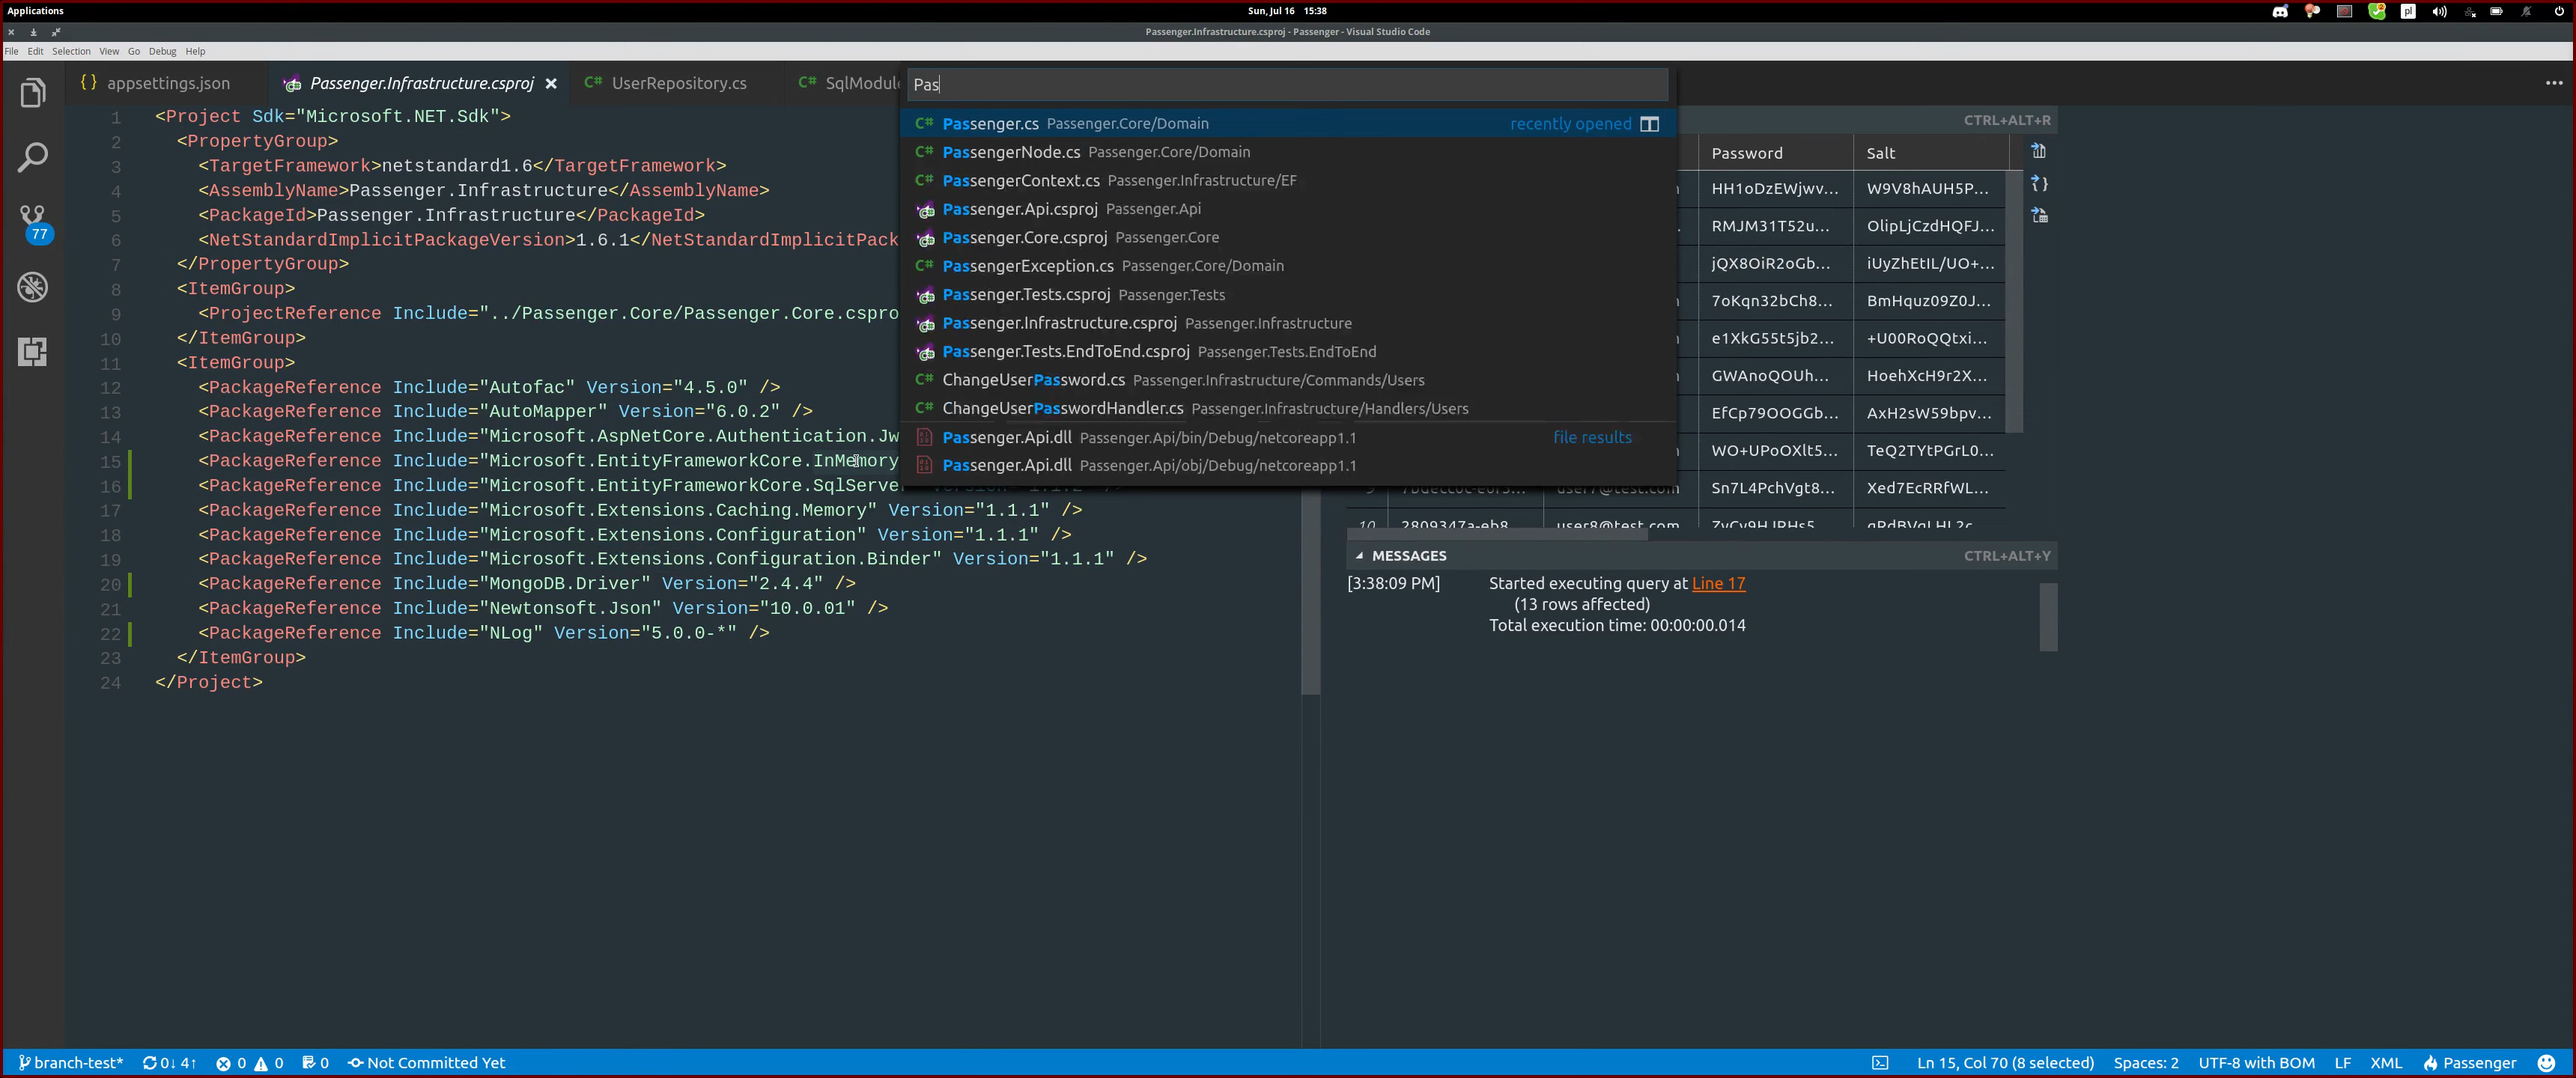 Applications
Sun, Jul 16 15:38
pl
Passenger.Infrastructure.csproj - Passenger - Visual Studio Code
File Edit Selection View Go Debug Help
{ } appsettings.json
Passenger.Infrastructure.csproj
C# UserRepository.cs
C# SqlModule
77
1 <Project Sdk="Microsoft.NET.Sdk">
2 <PropertyGroup>
3 <TargetFramework>netstandard1.6</TargetFramework>
4 <AssemblyName>Passenger.Infrastructure</AssemblyName>
5 <PackageId>Passenger.Infrastructure</PackageId>
6 <NetStandardImplicitPackageVersion>1.6.1</NetStandardImplicitPack
7 </PropertyGroup>
8 <ItemGroup>
9 <ProjectReference Include="../Passenger.Core/Passenger.Core.cspro
10 </ItemGroup>
11 <ItemGroup>
12 <PackageReference Include="Autofac" Version="4.5.0" />
13 <PackageReference Include="AutoMapper" Version="6.0.2" />
14 <PackageReference Include="Microsoft.AspNetCore.Authentication.Jw
15 <PackageReference Include="Microsoft.EntityFrameworkCore.InMemory
16 <PackageReference Include="Microsoft.EntityFrameworkCore.SqlServer
17 <PackageReference Include="Microsoft.Extensions.Caching.Memory" Version="1.1.1" />
18 <PackageReference Include="Microsoft.Extensions.Configuration" Version="1.1.1" />
19 <PackageReference Include="Microsoft.Extensions.Configuration.Binder" Version="1.1.1" />
20 <PackageReference Include="MongoDB.Driver" Version="2.4.4" />
21 <PackageReference Include="Newtonsoft.Json" Version="10.0.01" />
22 <PackageReference Include="NLog" Version="5.0.0-*" />
23 </ItemGroup>
24 </Project>
Pas
C# Passenger.cs Passenger.Core/Domain recently opened
C# PassengerNode.cs Passenger.Core/Domain
C# PassengerContext.cs Passenger.Infrastructure/EF
Passenger.Api.csproj Passenger.Api
Passenger.Core.csproj Passenger.Core
C# PassengerException.cs Passenger.Core/Domain
Passenger.Tests.csproj Passenger.Tests
Passenger.Infrastructure.csproj Passenger.Infrastructure
Passenger.Tests.EndToEnd.csproj Passenger.Tests.EndToEnd
C# ChangeUserPassword.cs Passenger.Infrastructure/Commands/Users
C# ChangeUserPasswordHandler.cs Passenger.Infrastructure/Handlers/Users
Passenger.Api.dll Passenger.Api/bin/Debug/netcoreapp1.1 file results
Passenger.Api.dll Passenger.Api/obj/Debug/netcoreapp1.1
CTRL+ALT+R
Password Salt
HH1oDzEWjwv... W9V8hAUH5P...
RMJM31T52u... OlipLjCzdHQFJ...
jQX8OiR2oGb... iUyZhEtIL/UO+...
7oKqn32bCh8... BmHquz09Z0J...
e1XkG55t5jb2... +U00RoQQtxi...
GWAnoQOUh... HoehXcH9r2X...
EfCp79OOGGb... AxH2sW59bpv...
WO+UPoOXlt5... TeQ2TYtPGrL0...
Sn7L4PchVgt8... Xed7EcRRfWL...
10 2809347a-eb8 user8@test.com
MESSAGES CTRL+ALT+Y
[3:38:09 PM] Started executing query at Line 17
(13 rows affected)
Total execution time: 00:00:00.014
branch-test* 0↓ 4↑ 0 0 0 Not Committed Yet
Ln 15, Col 70 (8 selected) Spaces: 2 UTF-8 with BOM LF XML Passenger